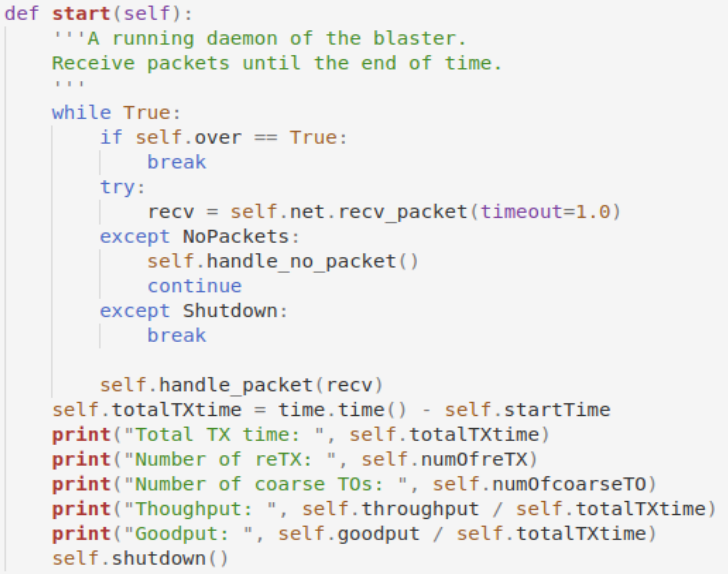 def start(self):
    '''A running daemon of the blaster.
    Receive packets until the end of time.
    '''
    while True:
        if self.over == True:
            break
        try:
            recv = self.net.recv_packet(timeout=1.0)
        except NoPackets:
            self.handle_no_packet()
            continue
        except Shutdown:
            break

        self.handle_packet(recv)
    self.totalTXtime = time.time() - self.startTime
    print("Total TX time: ", self.totalTXtime)
    print("Number of reTX: ", self.numOfreTX)
    print("Number of coarse TOs: ", self.numOfcoarseTO)
    print("Thoughput: ", self.throughput / self.totalTXtime)
    print("Goodput: ", self.goodput / self.totalTXtime)
    self.shutdown()